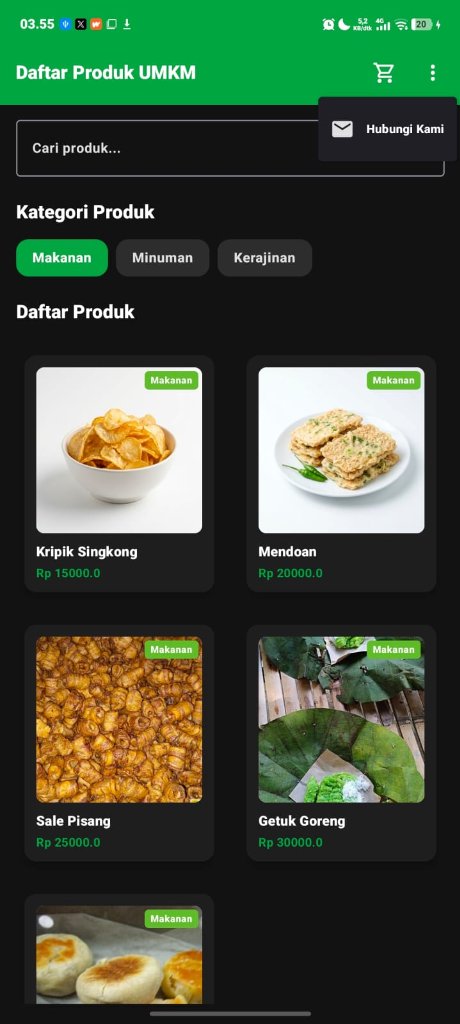 03.55
5,2 KB/dtk 4G 20
Daftar Produk UMKM
Hubungi Kami
Cari produk...
Kategori Produk
Makanan Minuman Kerajinan
Daftar Produk
Makanan Makanan
Kripik Singkong Mendoan
Rp 15000.0 Rp 20000.0
Makanan Makanan
Sale Pisang Getuk Goreng
Rp 25000.0 Rp 30000.0
Makanan